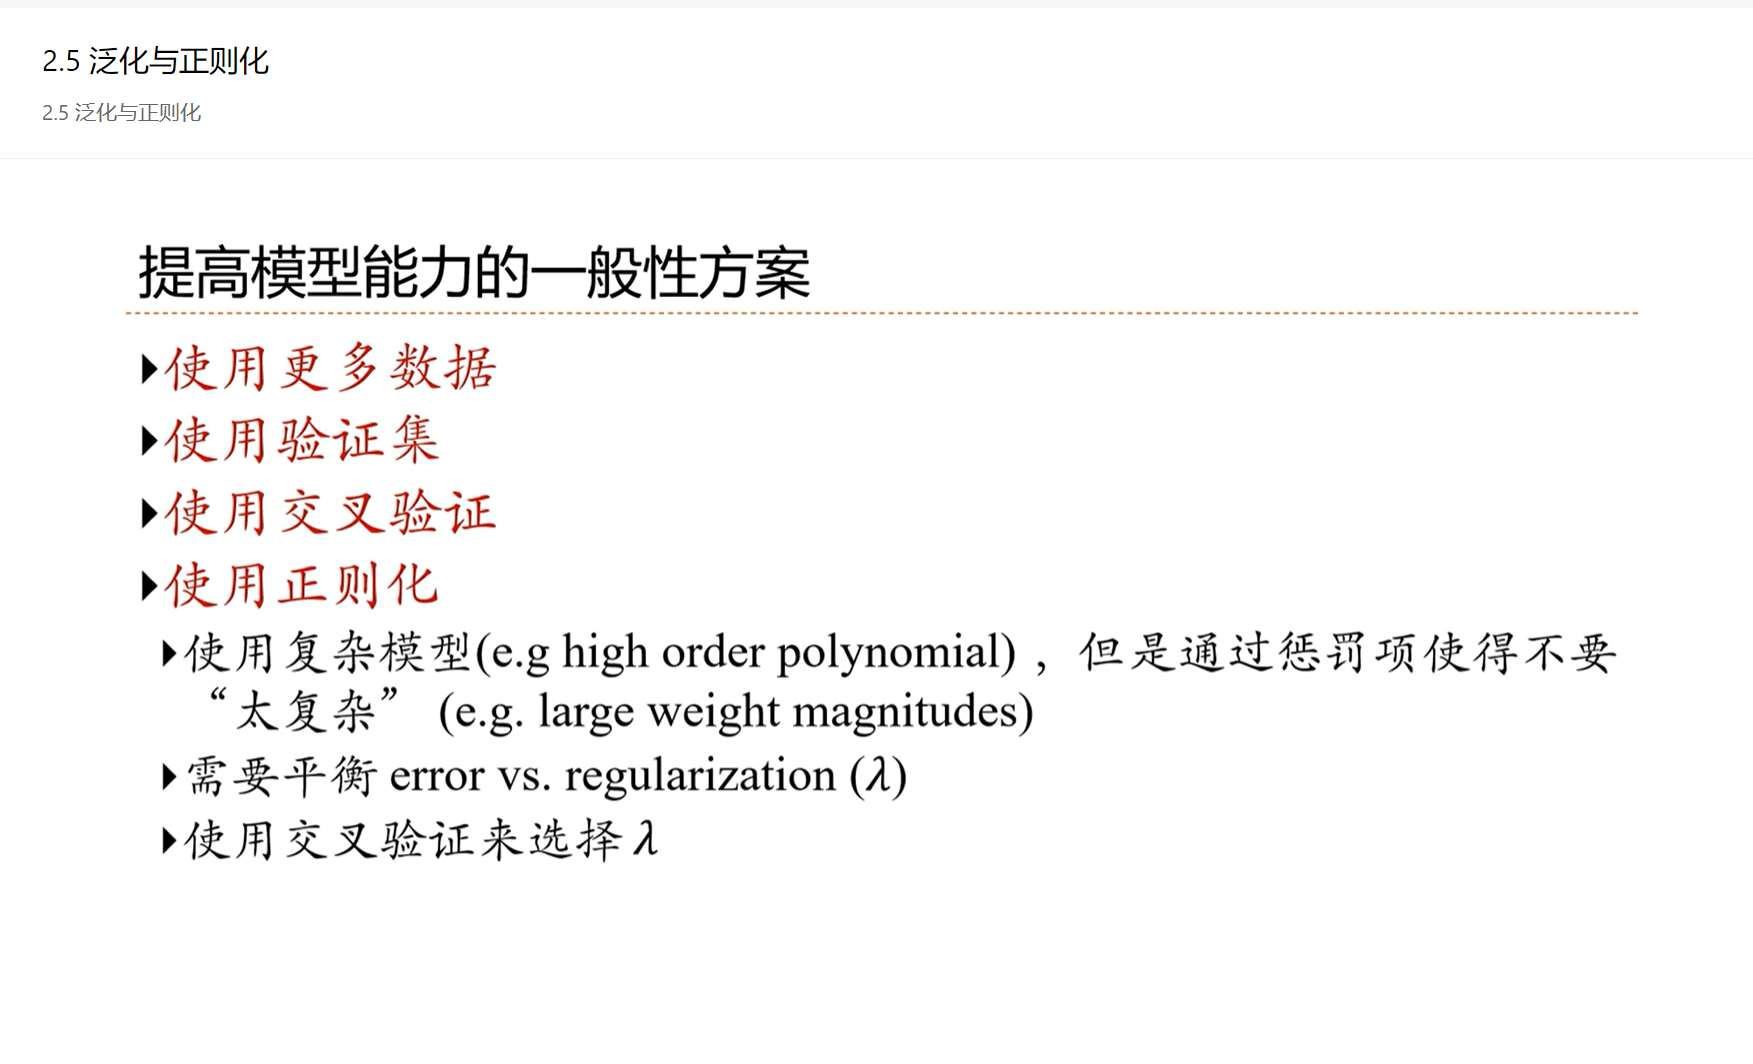 2.5 泛化与正则化
2.5 泛化与正则化
提高模型能力的一般性方案
使用更多数据
使用验证集
使用交叉验证
使用正则化
使用复杂模型(e.g high order polynomial)，但是通过惩罚项使得不要
“太复杂” (e.g. large weight magnitudes)
需要平衡 error vs. regularization (λ)
使用交叉验证来选择 λ